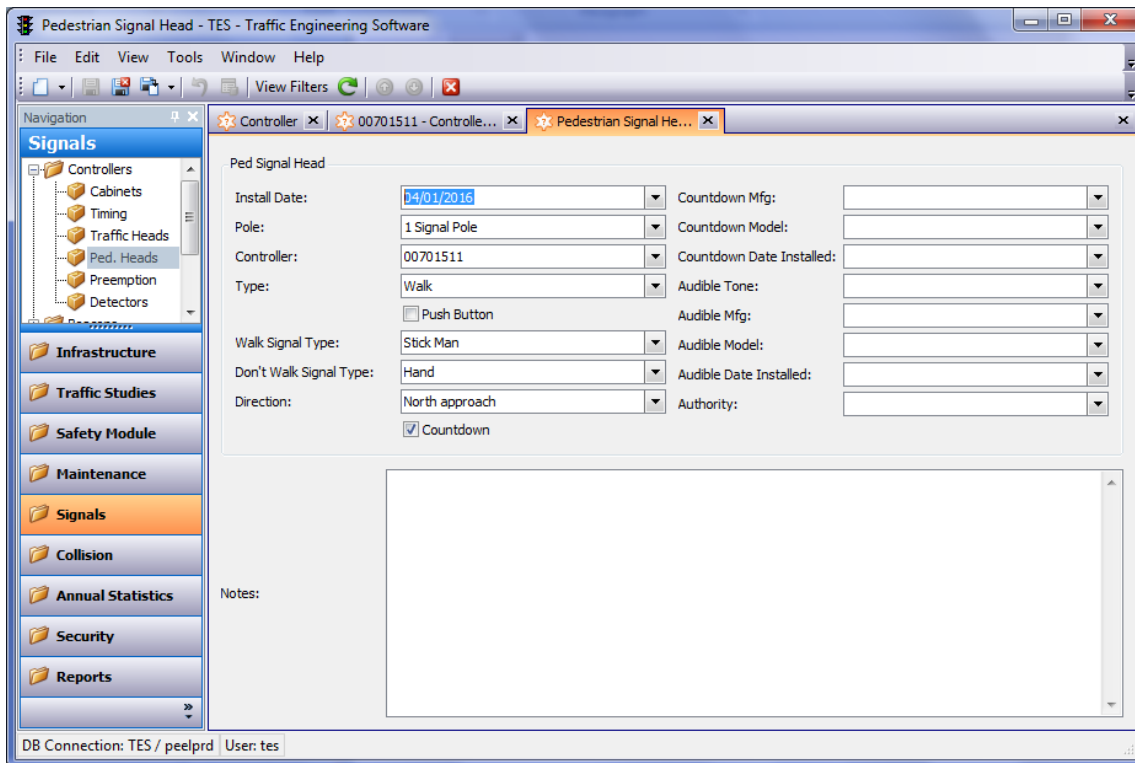 Pedestrian Signal Head - TES - Traffic Engineering Software
File Edit View Tools Window Help
View Filters
Navigation
Signals
Controllers
Cabinets
Timing
Traffic Heads
Ped. Heads
Preemption
Detectors
Infrastructure
Traffic Studies
Safety Module
Maintenance
Signals
Collision
Annual Statistics
Security
Reports
Controller
00701511 - Controlle...
Pedestrian Signal He...
Ped Signal Head
Install Date: 04/01/2016
Pole: 1 Signal Pole
Controller: 00701511
Type: Walk
Push Button
Walk Signal Type: Stick Man
Don't Walk Signal Type: Hand
Direction: North approach
Countdown
Countdown Mfg:
Countdown Model:
Countdown Date Installed:
Audible Tone:
Audible Mfg:
Audible Model:
Audible Date Installed:
Authority:
Notes:
DB Connection: TES / peelprd User: tes